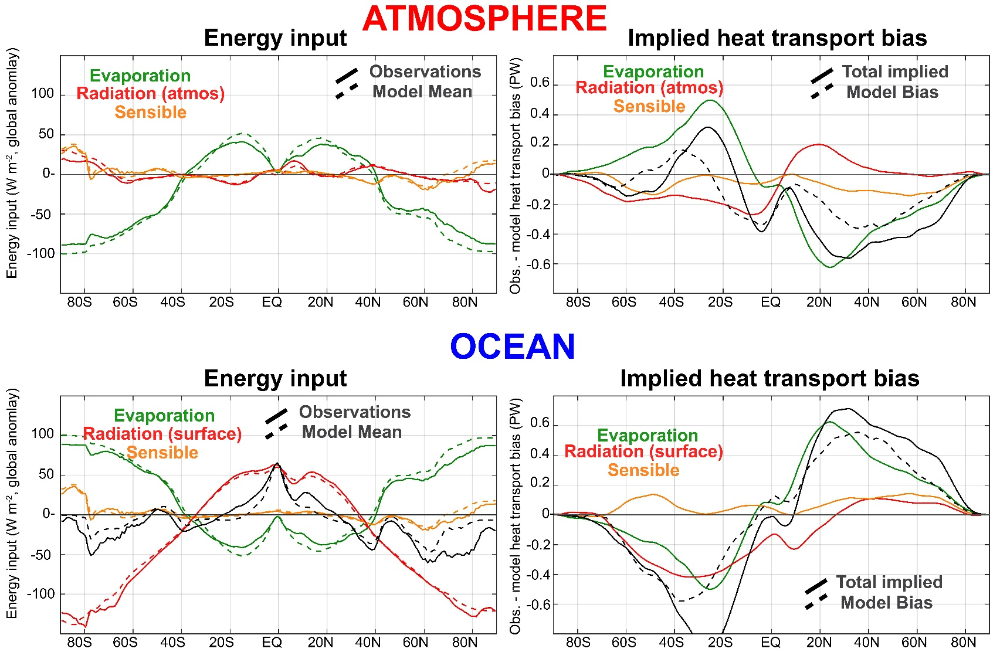 ATMOSPHERE
Energy input
Energy input (W m-2, global anomlay)
Evaporation
Radiation (atmos)
Sensible
Observations
Model Mean
100
50
0-
-50
-100
80S 60S 40S 20S EQ 20N 40N 60N 80N
Implied heat transport bias
Obs. - model heat transport bias (PW)
Evaporation
Radiation (atmos)
Sensible
Total implied
Model Bias
0.6
0.4
0.2
0
-0.2
-0.4
-0.6
80S 60S 40S 20S EQ 20N 40N 60N 80N
OCEAN
Energy input
Energy input (W m-2, global anomlay)
Evaporation
Radiation (surface)
Sensible
Observations
Model Mean
100
50
0-
-50
-100
80S 60S 40S 20S EQ 20N 40N 60N 80N
Implied heat transport bias
Obs. - model heat transport bias (PW)
Evaporation
Radiation (surface)
Sensible
Total implied
Model Bias
0.6
0.4
0.2
0
-0.2
-0.4
-0.6
80S 60S 40S 20S EQ 20N 40N 60N 80N